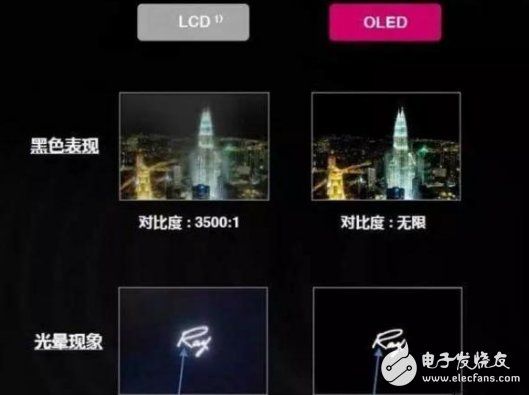 LCD 1)
OLED
黑色表现
对比度 : 3500:1
对比度 : 无限
光晕现象
Ray
Ray
电子发烧友
www.elecfans.com